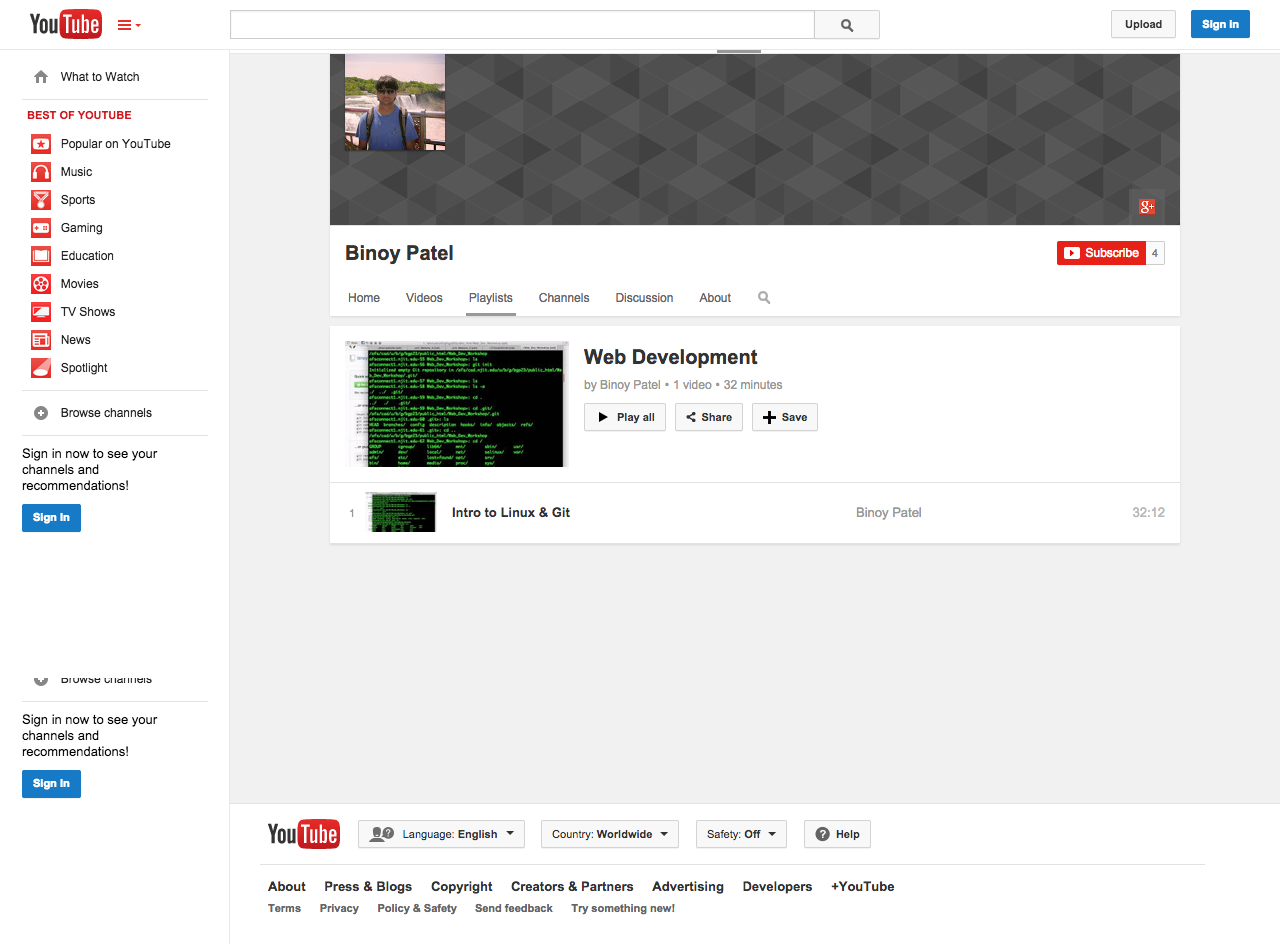 YouTube
Upload
Sign In
What to Watch
BEST OF YOUTUBE
Popular on YouTube
Music
Sports
Gaming
Education
Movies
TV Shows
News
Spotlight
Browse channels
Sign in now to see your
channels and
recommendations!
Sign In
Browse channels
Sign in now to see your
channels and
recommendations!
Sign In
g+
Binoy Patel
Subscribe 4
Home Videos Playlists Channels Discussion About
Web Development
by Binoy Patel • 1 video • 32 minutes
Play all Share Save
1 Intro to Linux & Git Binoy Patel 32:12
YouTube Language: English Country: Worldwide Safety: Off ? Help
About Press & Blogs Copyright Creators & Partners Advertising Developers +YouTube
Terms Privacy Policy & Safety Send feedback Try something new!